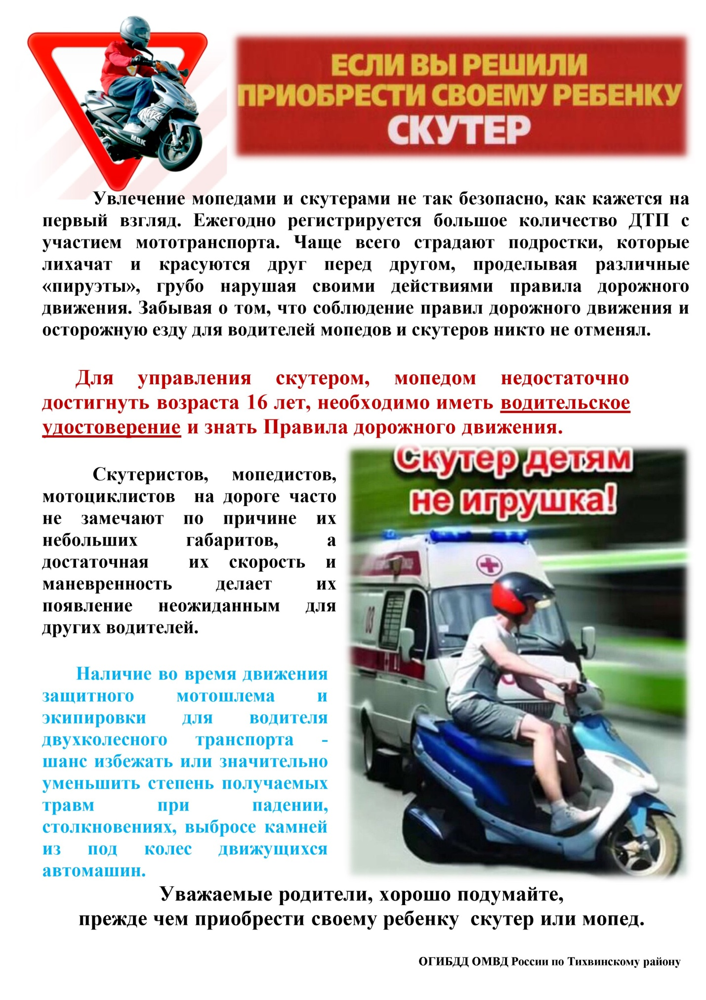 ЕСЛИ ВЫ РЕШИЛИ
ПРИОБРЕСТИ СВОЕМУ РЕБЕНКУ
СКУТЕР
МВК
Увлечение мопедами и скутерами не так безопасно, как кажется на
первый взгляд. Ежегодно регистрируется большое количество ДТП с
участием мототранспорта. Чаще всего страдают подростки, которые
лихачат и красуются друг перед другом, проделывая различные
«пируэты», грубо нарушая своими действиями правила дорожного
движения. Забывая о том, что соблюдение правил дорожного движения и
осторожную езду для водителей мопедов и скутеров никто не отменял.
Для управления скутером, мопедом недостаточно
достигнуть возраста 16 лет, необходимо иметь водительское
удостоверение и знать Правила дорожного движения.
Скутеристов, мопедистов,
мотоциклистов на дороге часто
не замечают по причине их
небольших габаритов, а
достаточная их скорость и
маневренность делает их
появление неожиданным для
других водителей.
Скутер детям
не игрушка!
03
Наличие во время движения
защитного мотошлема и
экипировки для водителя
двухколесного транспорта -
шанс избежать или значительно
уменьшить степень получаемых
травм при падении,
столкновениях, выбросе камней
из под колес движущихся
автомашин.
Уважаемые родители, хорошо подумайте,
прежде чем приобрести своему ребенку скутер или мопед.
ОГИБДД ОМВД России по Тихвинскому району